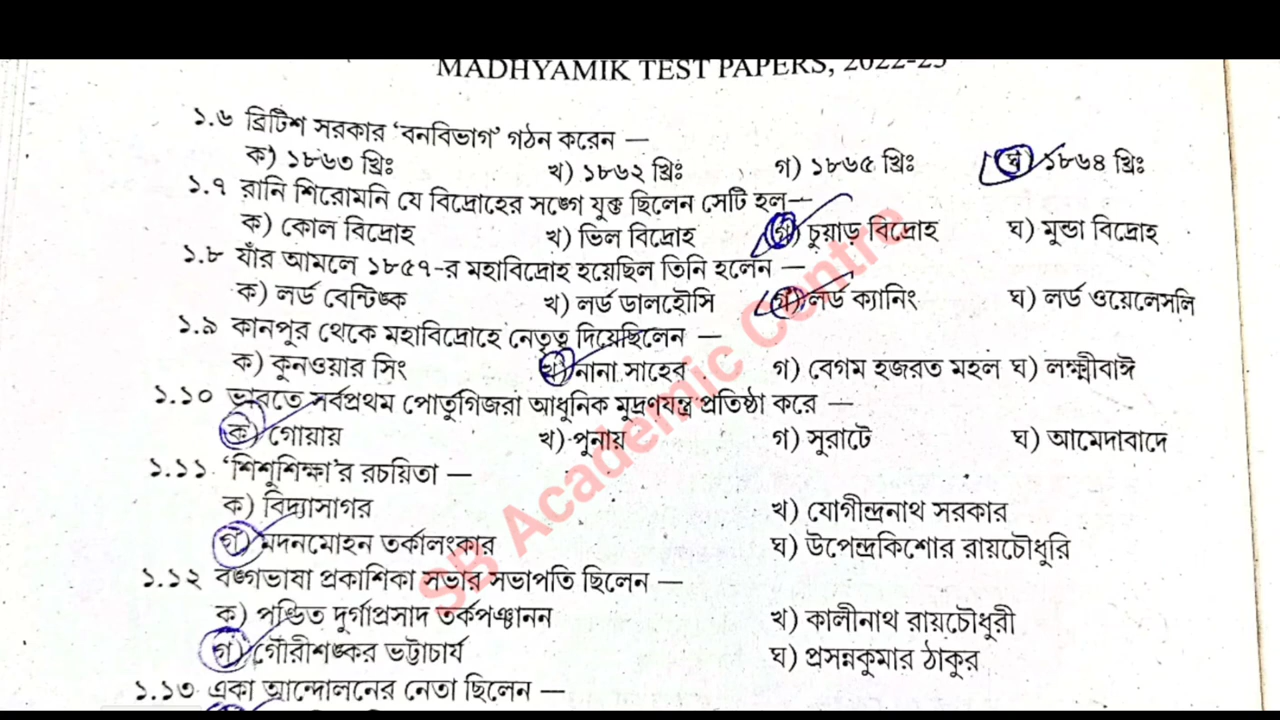 MADHYAMIK TEST PAPERS, 2022-23
১.৬ ব্রিটিশ সরকার ‘বনবিভাগ’ গঠন করেন —
ক) ১৮৬৩ খ্রিঃ খ) ১৮৬২ খ্রিঃ গ) ১৮৬৫ খ্রিঃ ঘ) ১৮৬৪ খ্রিঃ
১.৭ রানি শিরোমনি যে বিদ্রোহের সঙ্গে যুক্ত ছিলেন সেটি হল—
ক) কোল বিদ্রোহ খ) ভিল বিদ্রোহ গ) চুয়াড় বিদ্রোহ ঘ) মুন্ডা বিদ্রোহ
১.৮ যাঁর আমলে ১৮৫৭-র মহাবিদ্রোহ হয়েছিল তিনি হলেন —
ক) লর্ড বেন্টিঙ্ক খ) লর্ড ডালহৌসি গ) লর্ড ক্যানিং ঘ) লর্ড ওয়েলেসলি
১.৯ কানপুর থেকে মহাবিদ্রোহে নেতৃত্ব দিয়েছিলেন —
ক) কুনওয়ার সিং খ) নানা সাহেব গ) বেগম হজরত মহল ঘ) লক্ষ্মীবাঈ
১.১০ ভারতে সর্বপ্রথম পোর্তুগিজরা আধুনিক মুদ্রণযন্ত্র প্রতিষ্ঠা করে —
ক) গোয়ায় খ) পুনায় গ) সুরাটে ঘ) আমেদাবাদে
১.১১ ‘শিশুশিক্ষা’র রচয়িতা —
ক) বিদ্যাসাগর খ) যোগীন্দ্রনাথ সরকার
গ) মদনমোহন তর্কালংকার ঘ) উপেন্দ্রকিশোর রায়চৌধুরি
১.১২ বঙ্গভাষা প্রকাশিকা সভার সভাপতি ছিলেন —
ক) পণ্ডিত দুর্গাপ্রসাদ তর্কপঞ্চানন খ) কালীনাথ রায়চৌধুরী
গ) গৌরীশঙ্কর ভট্টাচার্য ঘ) প্রসন্নকুমার ঠাকুর
১.১৩ একা আন্দোলনের নেতা ছিলেন —
SB Academic Centre